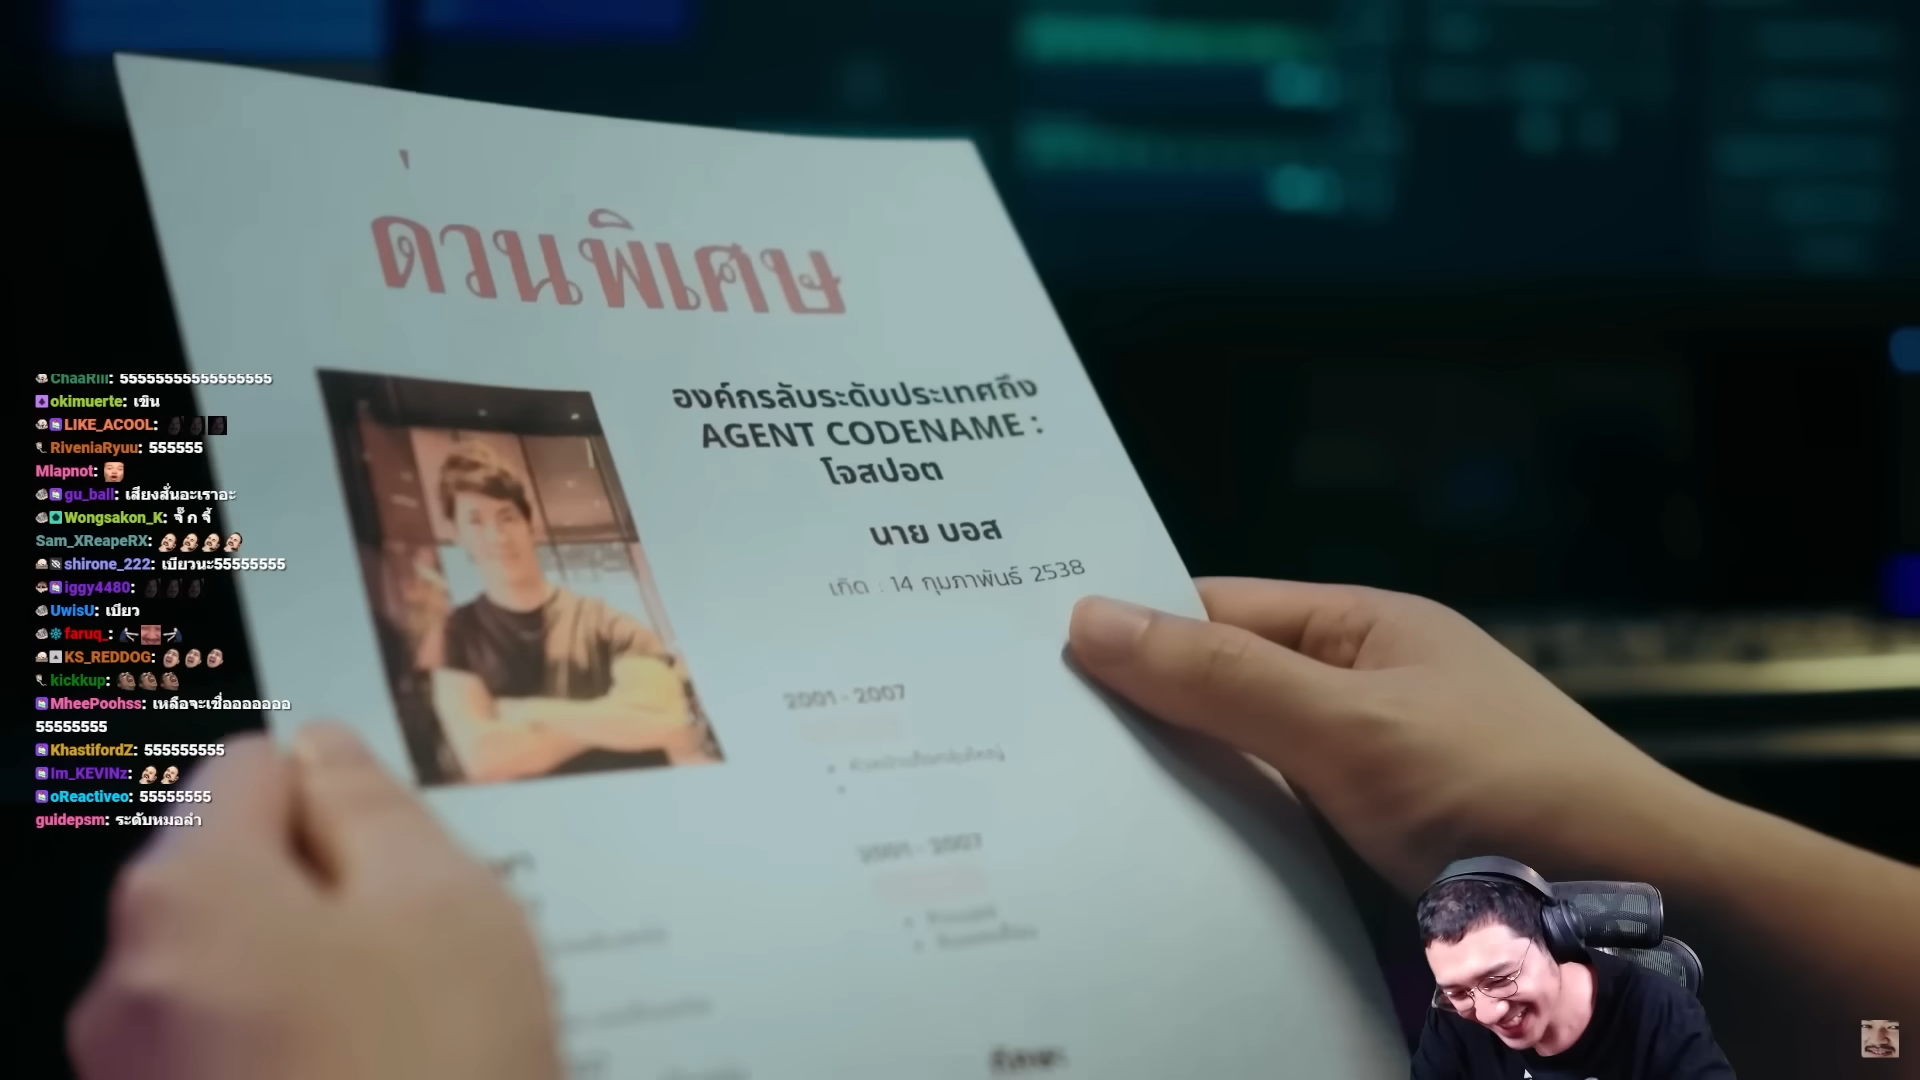 ด่วนพิเศษ
องค์กรลับระดับประเทศถึง
AGENT CODENAME :
โจสปอต
นาย บอส
เกิด : 14 กุมภาพันธ์ 2538
2001 - 2007
2001 - 2007
ChaaRIII: 55555555555555555
okimuerte: เขิน
LIKE_ACOOL:
RiveniaRyuu: 555555
Mlapnot:
gu_ball: เสียงสั่นอะเราอะ
Wongsakon_K: จั๊ ก จี้
Sam_XReapeRX:
shirone_222: เบียวนะ55555555
iggy4480:
UwisU: เบียว
faruq_:
KS_REDDOG:
kickkup:
MheePoohss: เหลือจะเชื่อออออออ
55555555
KhastifordZ: 555555555
Im_KEVINz:
oReactiveo: 55555555
guidepsm: ระดับหมอลำ